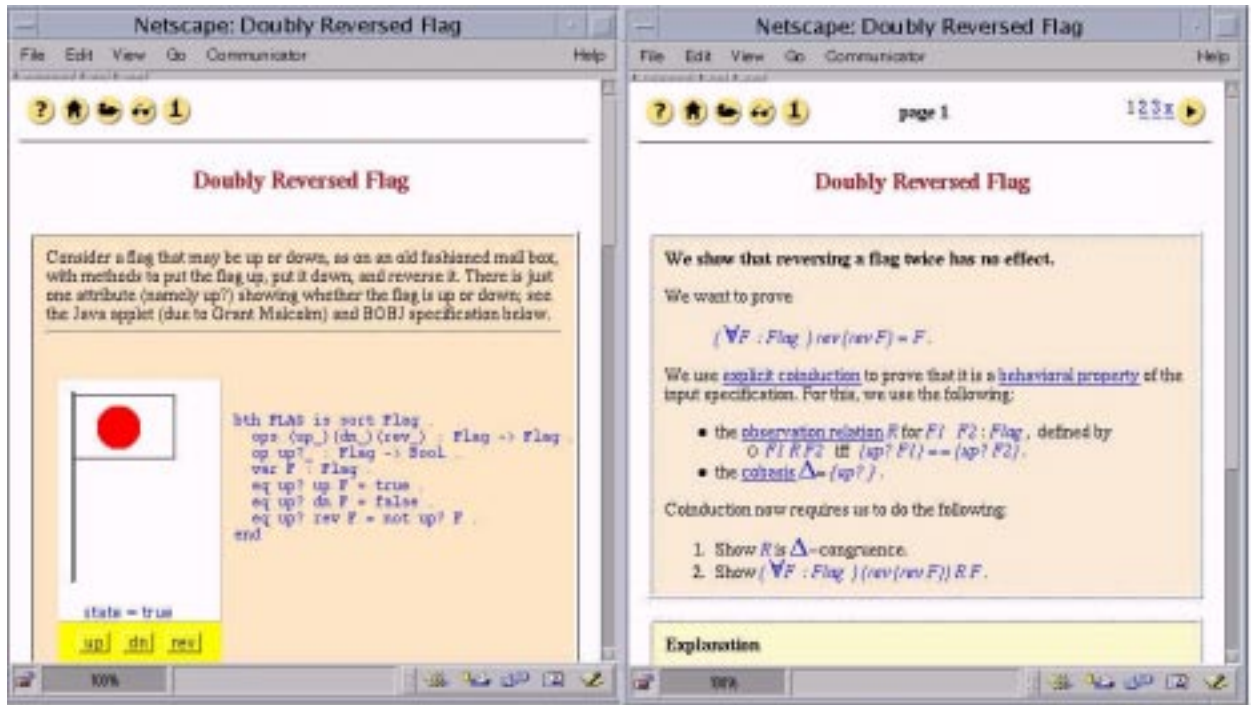 Netscape: Doubly Reversed Flag
File Edit View Go Communicator Help
? 1
Doubly Reversed Flag
Consider a flag that may be up or down, as on an old fashioned mail box,
with methods to put the flag up, put it down, and reverse it. There is just
one attribute (namely up?) showing whether the flag is up or down; see
the Java applet (due to Grant Malcolm) and BOBJ specification below.
bth FLAG is sort Flag .
ops (up_)(dn_)(rev_) : Flag -> Flag .
op up?_ : Flag -> Bool .
var F : Flag .
eq up? up F = true .
eq up? dn F = false .
eq up? rev F = not up? F .
end
state = true
up dn rev
100%
Netscape: Doubly Reversed Flag
File Edit View Go Communicator Help
? 1 page 1 1 2 3 x
Doubly Reversed Flag
We show that reversing a flag twice has no effect.
We want to prove
(∀F : Flag ) rev (rev F) = F .
We use explicit coinduction to prove that it is a behavioral property of the
input specification. For this, we use the following:
• the observation relation R for F1 F2 : Flag , defined by
○ F1 R F2 iff (up? F1) == (up? F2) .
• the cobasis Δ= {up? } .
Coinduction now requires us to do the following:
1. Show R is Δ-congruence.
2. Show (∀F : Flag ) (rev (rev F)) R F .
Explanation
100%